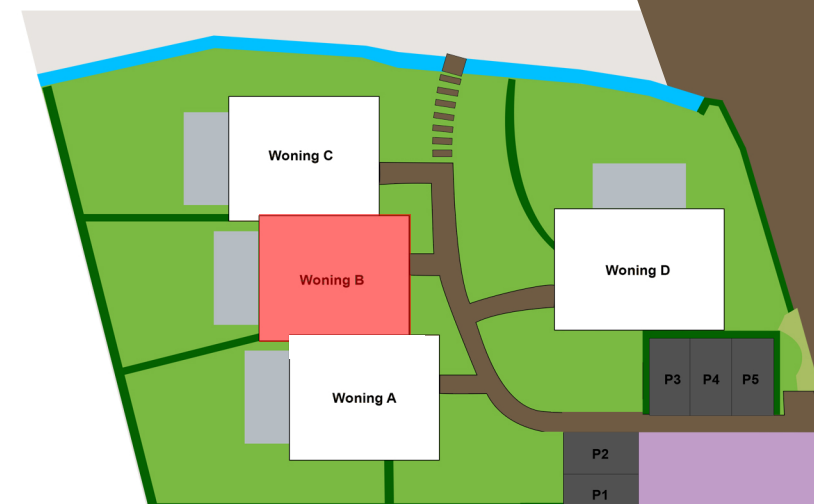 Woning C
Woning B
Woning D
Woning A
P3 P4 P5
P2
P1